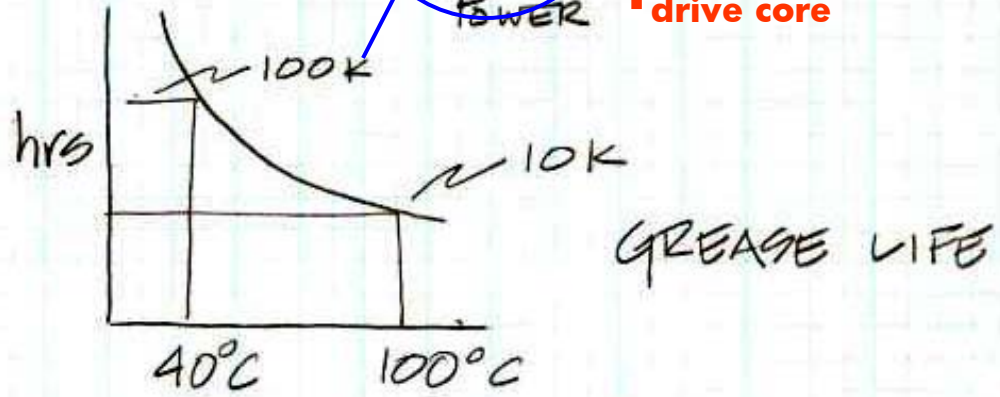 POWER
drive core
100K
hrs
10K
GREASE LIFE
40°C
100°C